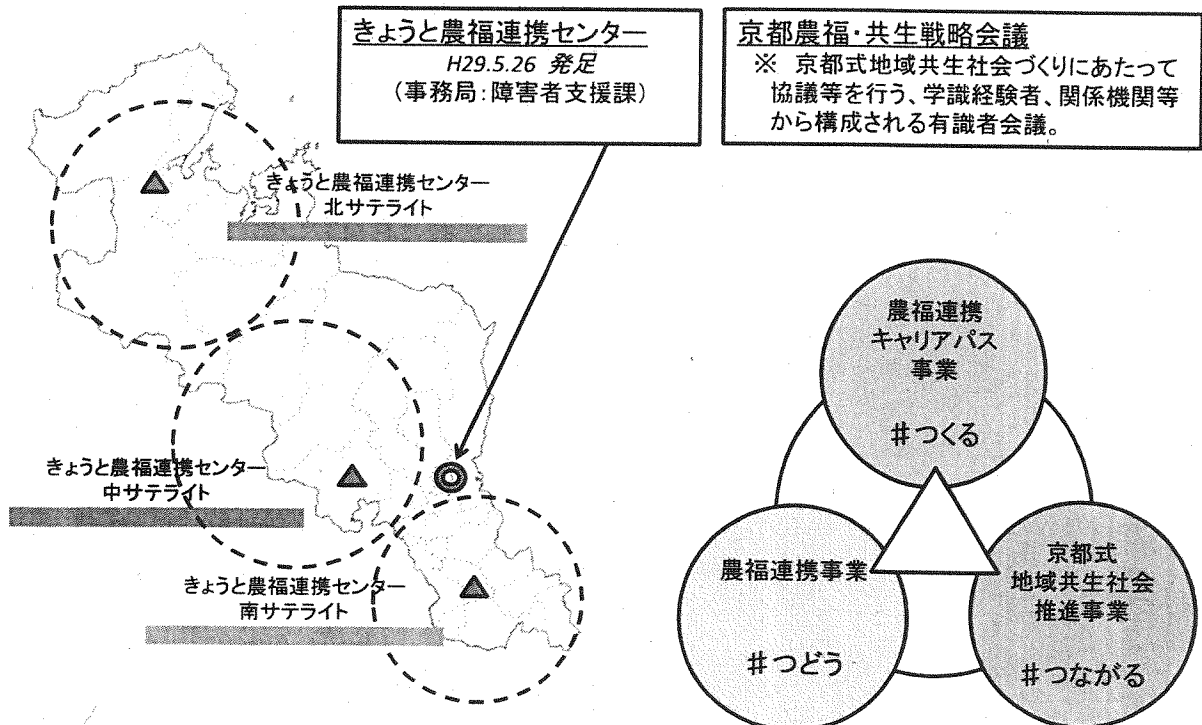 きょうと農福連携センター
H29.5.26 発足
(事務局:障害者支援課)
京都農福・共生戦略会議
※ 京都式地域共生社会づくりにあたって
協議等を行う、学識経験者、関係機関等
から構成される有識者会議。
きょうと農福連携センター
北サテライト
きょうと農福連携センター
中サテライト
きょうと農福連携センター
南サテライト
農福連携
キャリアパス
事業
#つくる
農福連携事業
#つどう
京都式
地域共生社会
推進事業
#つながる